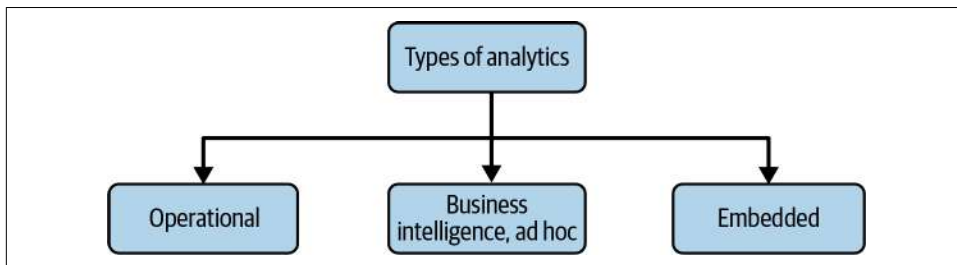 Types of analytics
Operational
Business
intelligence, ad hoc
Embedded